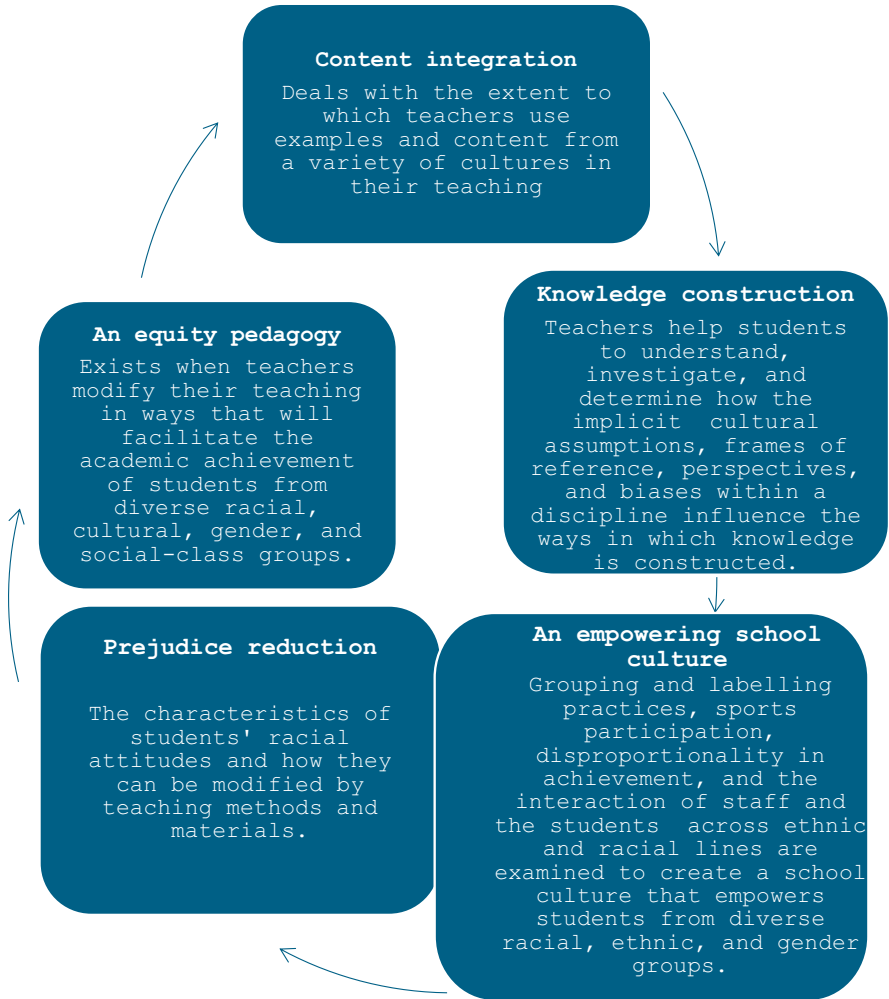 Content integration
Deals with the extent to
which teachers use
examples and content from
a variety of cultures in
their teaching
Knowledge construction
Teachers help students
to understand,
investigate, and
determine how the
implicit cultural
assumptions, frames of
reference, perspectives,
and biases within a
discipline influence the
ways in which knowledge
is constructed.
An empowering school
culture
Grouping and labelling
practices, sports
participation,
disproportionality in
achievement, and the
interaction of staff and
the students across ethnic
and racial lines are
examined to create a school
culture that empowers
students from diverse
racial, ethnic, and gender
groups.
Prejudice reduction
The characteristics of
students' racial
attitudes and how they
can be modified by
teaching methods and
materials.
An equity pedagogy
Exists when teachers
modify their teaching
in ways that will
facilitate the
academic achievement
of students from
diverse racial,
cultural, gender, and
social-class groups.